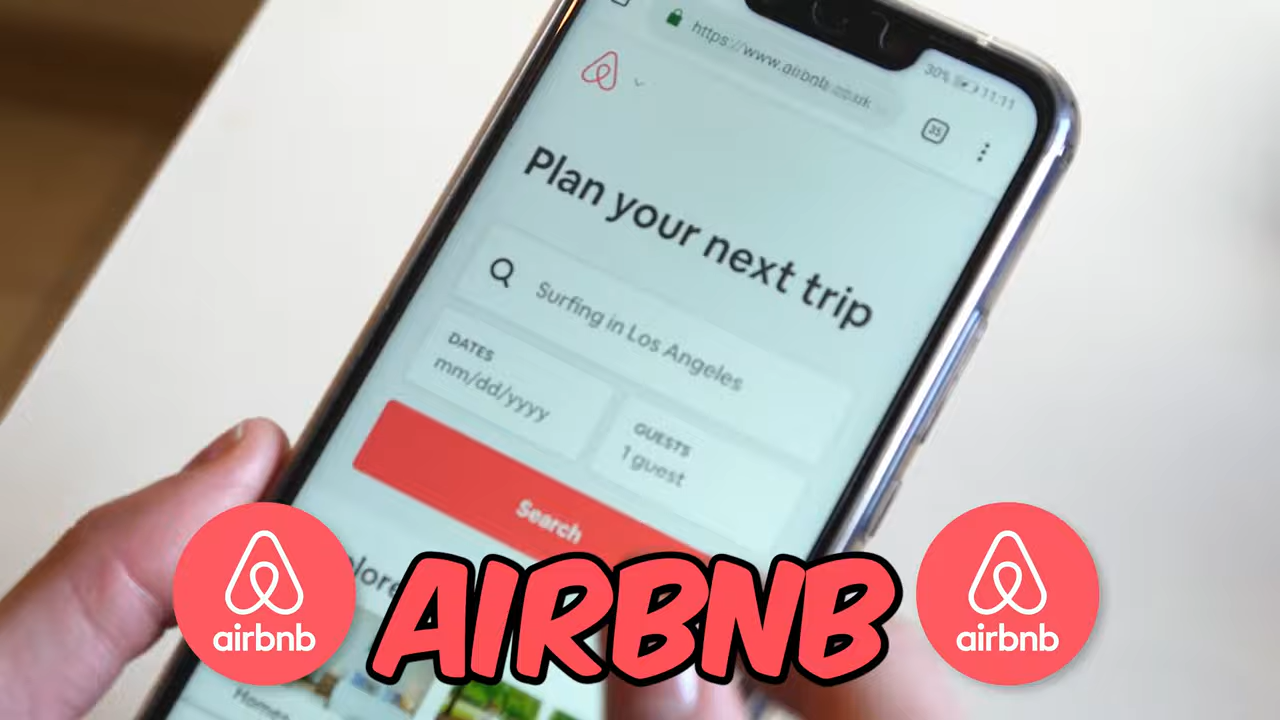 https://www.airbnb.co.uk
30% 11:11
35
Plan your next trip
Surfing in Los Angeles
DATES
mm/dd/yyyy
GUESTS
1 guest
Search
airbnb
AIRBNB
airbnb
Homes